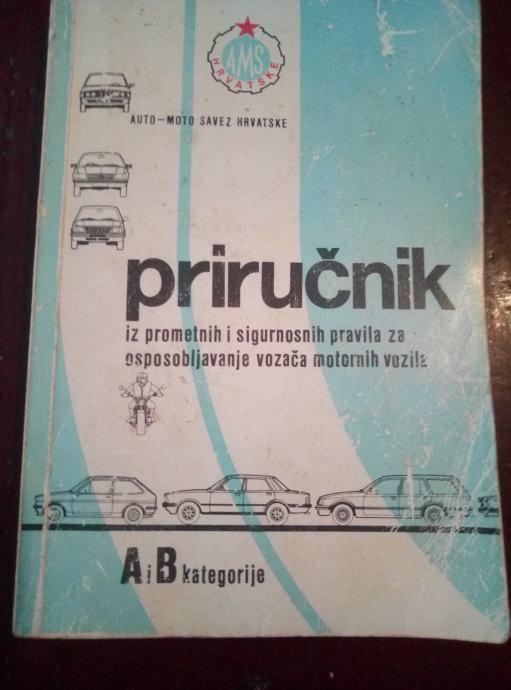 AMS
HRVATSKE
AUTO-MOTO SAVEZ HRVATSKE
priručnik
iz prometnih i sigurnosnih pravila za
osposobljavanje vozača motornih vozila
A i B kategorije